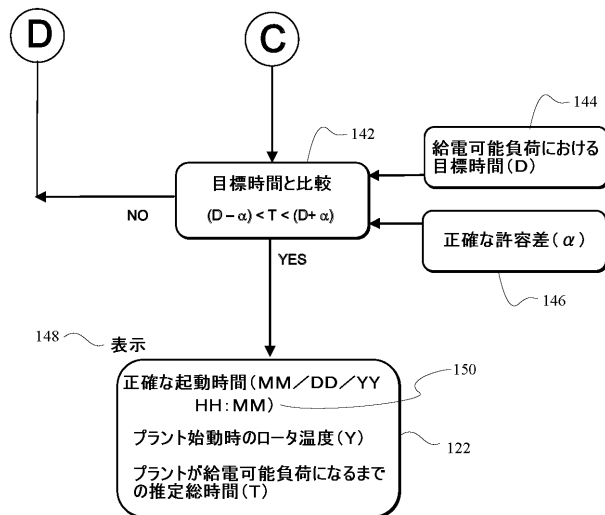 D
C
142
144
目標時間と比較
(D－α) < T < (D+ α)
給電可能負荷における
目標時間(D)
正確な許容差(α)
146
NO
YES
148
表示
正確な起動時間(MM／DD／YY
HH:MM)
150
プラント始動時のロータ温度(Y)
プラントが給電可能負荷になるまで
の推定総時間(T)
122